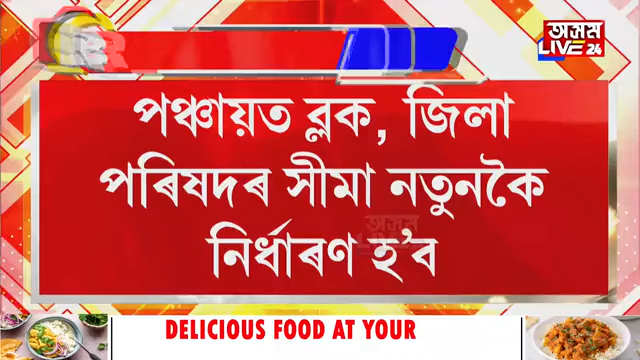 অসম
LIVE 24
পঞ্চায়ত ব্লক, জিলা
পৰিষদৰ সীমা নতুনকৈ
নিৰ্ধাৰণ হ'ব
DELICIOUS FOOD AT YOUR